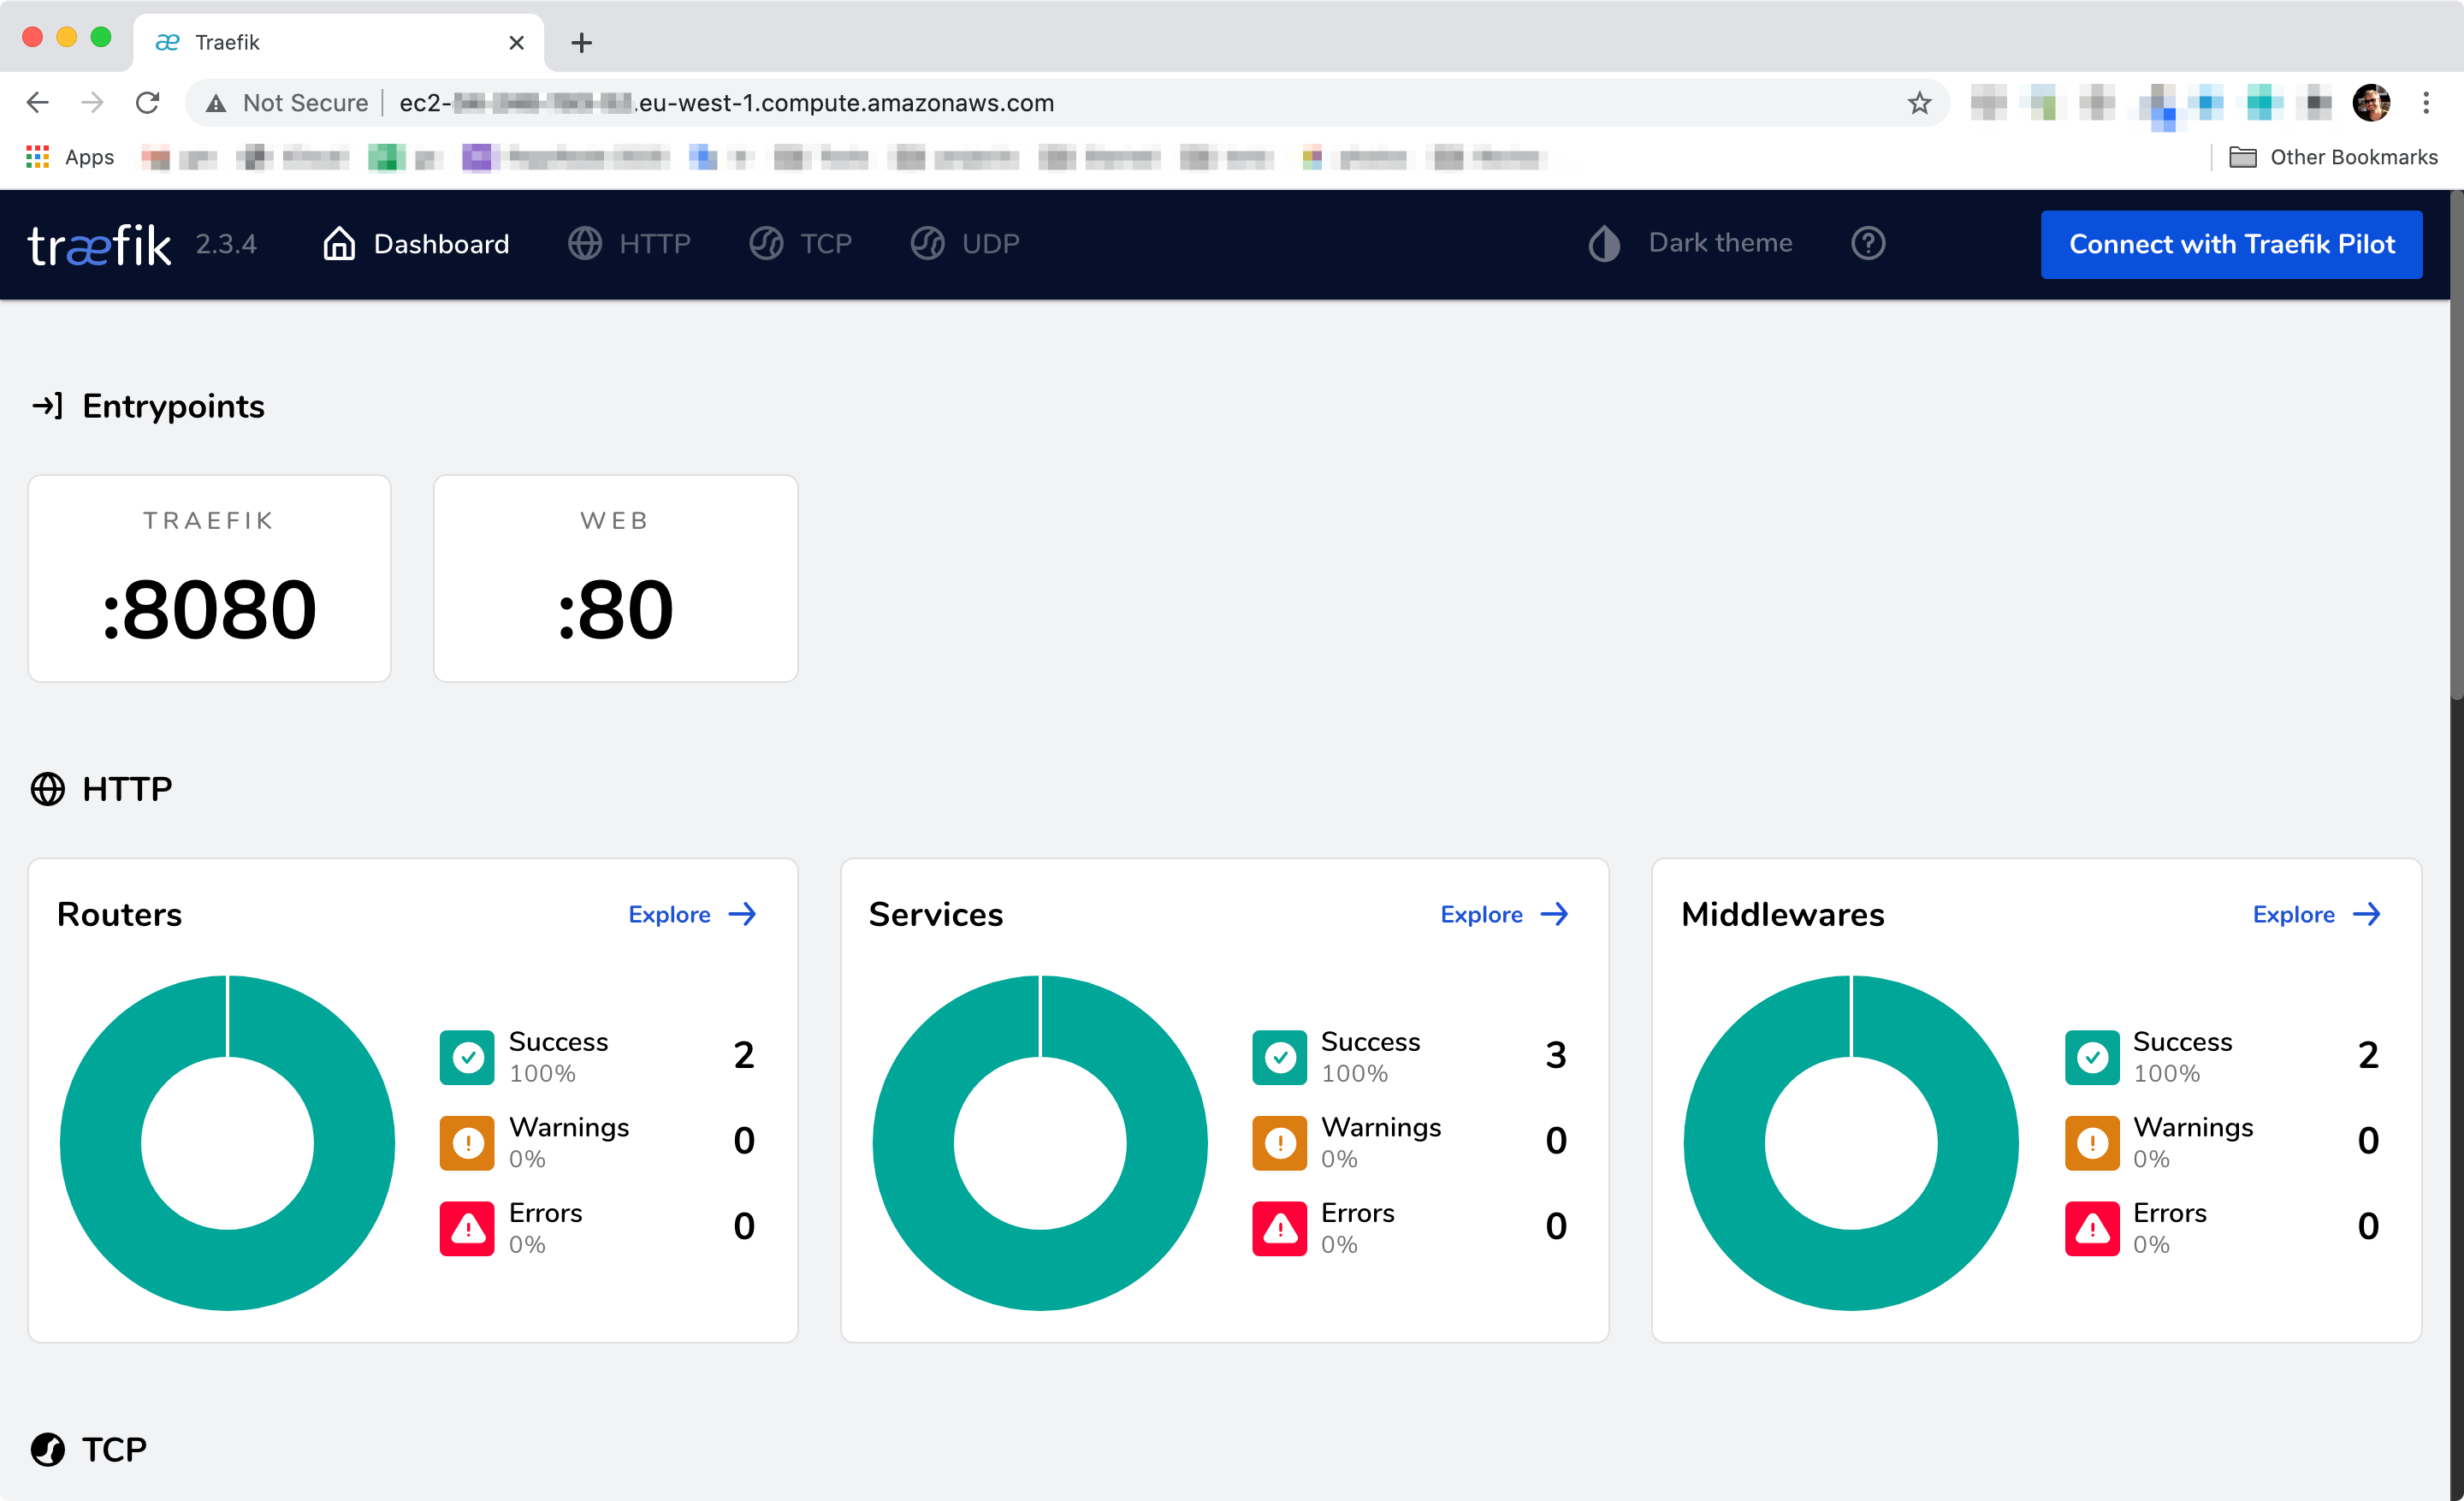 Traefik
Not Secure ec2- .eu-west-1.compute.amazonaws.com
Apps Other Bookmarks
træfik 2.3.4 Dashboard HTTP TCP UDP Dark theme Connect with Traefik Pilot
Entrypoints
TRAEFIK WEB
:8080 :80
HTTP
Routers Explore
Success 2
100%
Warnings 0
0%
Errors 0
0%
Services Explore
Success 3
100%
Warnings 0
0%
Errors 0
0%
Middlewares Explore
Success 2
100%
Warnings 0
0%
Errors 0
0%
TCP